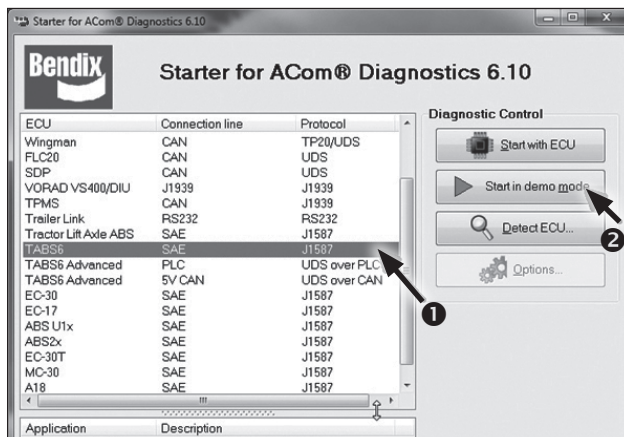 Starter for ACom® Diagnostics 6.10
Bendix
Starter for ACom® Diagnostics 6.10
ECU Connection line Protocol
Wingman CAN TP20/UDS
FLC20 CAN UDS
SDP CAN UDS
VORAD VS400/DIU J1939 J1939
TPMS CAN J1939
Trailer Link RS232 RS232
Tractor Lift Axle ABS SAE J1587
TABS6 SAE J1587
TABS6 Advanced PLC UDS over PLC
TABS6 Advanced 5V CAN UDS over CAN
EC-30 SAE J1587
EC-17 SAE J1587
ABS U1x SAE J1587
ABS2x SAE J1587
EC-30T SAE J1587
MC-30 SAE J1587
A18 SAE J1587
Application Description
Diagnostic Control
Start with ECU
Start in demo mode
Detect ECU...
Options...
1
2